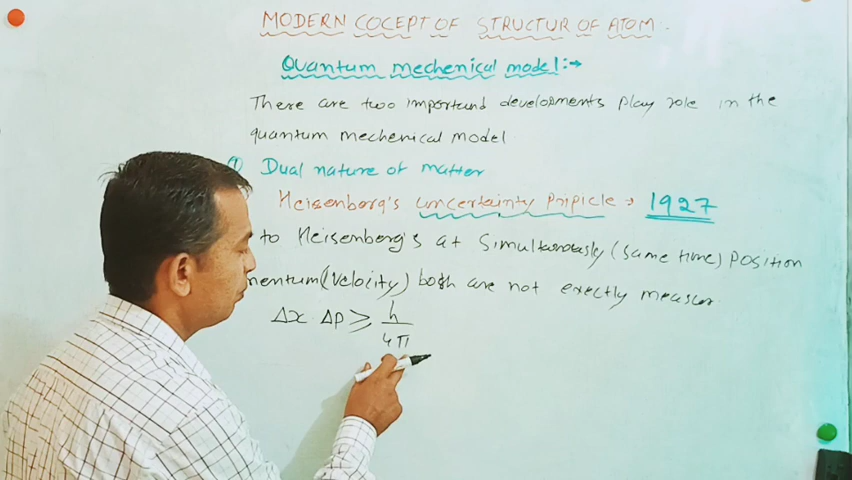 MODERN COCEPT OF STRUCTUR OF ATOM.
Quantum mechenical model:→
There are two importund developments play role in the
quantum mechenical model
① Dual nature of matter
Heisenberg's uncertainty Pripicle → 1927
to Heisenberg's at (same time) Position
mentum (velocity) both are not exectly measur
Δx. Δp ≥ h
4π